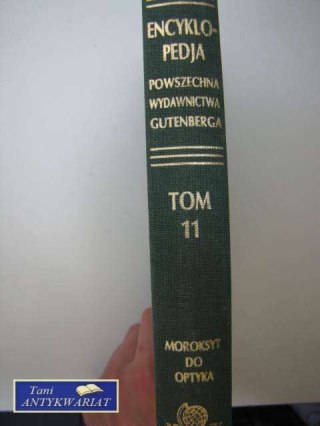 ENCYKLO-
PEDJA
POWSZECHNA
WYDAWNICTWA
GUTENBERGA
TOM
11
MOROKSYT
DO
OPTYKA
Tani
ANTYKWARIAT